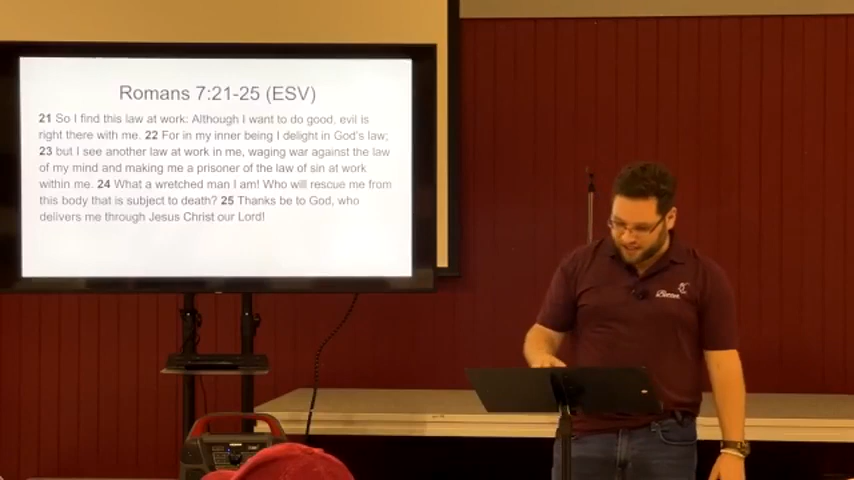 Romans 7:21-25 (ESV)
21 So I find this law at work: Although I want to do good, evil is
right there with me. 22 For in my inner being I delight in God's law;
23 but I see another law at work in me, waging war against the law
of my mind and making me a prisoner of the law of sin at work
within me. 24 What a wretched man I am! Who will rescue me from
this body that is subject to death? 25 Thanks be to God, who
delivers me through Jesus Christ our Lord!